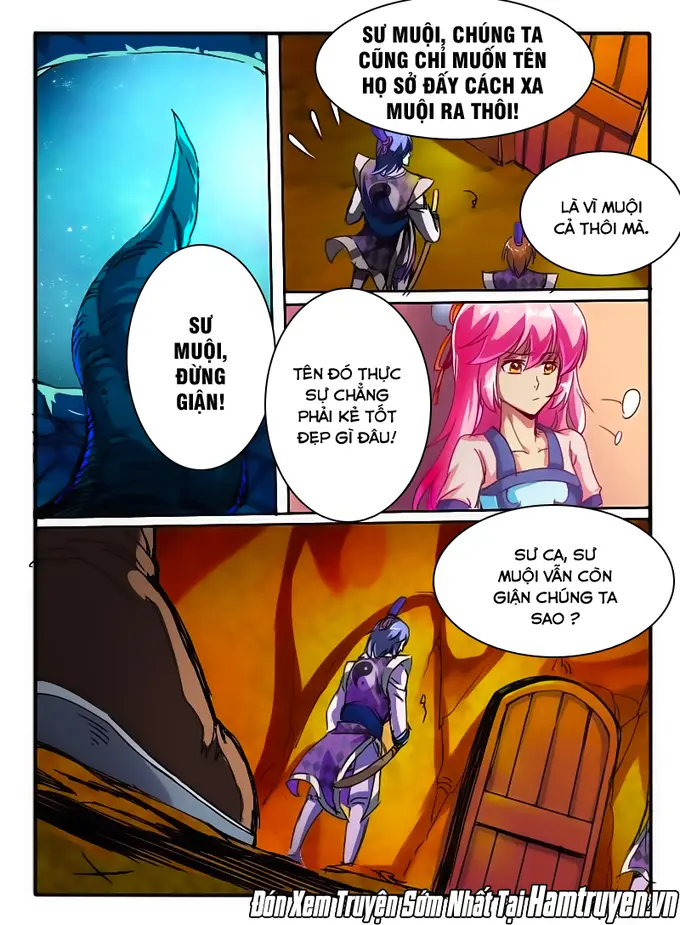 SƯ MUỘI, CHÚNG TA
CŨNG CHỈ MUỐN TÊN
HỌ SỞ ĐẤY CÁCH XA
MUỘI RA THÔI!
LÀ VÌ MUỘI
CẢ THÔI MÀ.
SƯ
MUỘI,
ĐỪNG
GIẬN!
TÊN ĐÓ THỰC
SỰ CHẲNG
PHẢI KẺ TỐT
ĐẸP GÌ ĐÂU!
SƯ CA, SƯ
MUỘI VẪN CÒN
GIẬN CHÚNG TA
SAO ?
Đón Xem Truyện Sớm Nhất Tại Hamtruyen.vn